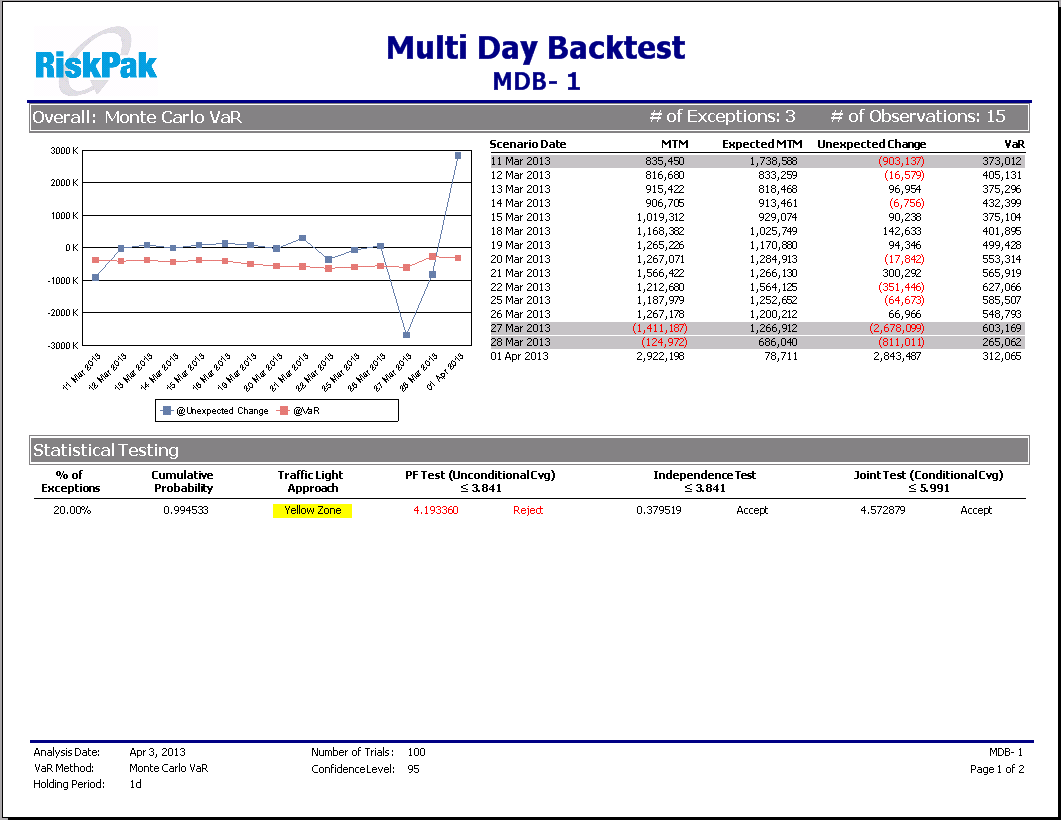 RiskPak
Multi Day Backtest
MDB- 1
Overall: Monte Carlo VaR # of Exceptions: 3 # of Observations: 15
3000 K
2000 K
1000 K
0 K
-1000 K
-2000 K
-3000 K
11 Mar 2013
12 Mar 2013
13 Mar 2013
14 Mar 2013
15 Mar 2013
18 Mar 2013
19 Mar 2013
20 Mar 2013
21 Mar 2013
22 Mar 2013
25 Mar 2013
26 Mar 2013
27 Mar 2013
28 Mar 2013
01 Apr 2013
@Unexpected Change @VaR
Scenario Date MTM Expected MTM Unexpected Change VaR
11 Mar 2013 835,450 1,738,588 (903,137) 373,012
12 Mar 2013 816,680 833,259 (16,579) 405,131
13 Mar 2013 915,422 818,468 96,954 375,296
14 Mar 2013 906,705 913,461 (6,756) 432,399
15 Mar 2013 1,019,312 929,074 90,238 375,104
18 Mar 2013 1,168,382 1,025,749 142,633 401,895
19 Mar 2013 1,265,226 1,170,880 94,346 499,428
20 Mar 2013 1,267,071 1,284,913 (17,842) 553,314
21 Mar 2013 1,566,422 1,266,130 300,292 565,919
22 Mar 2013 1,212,680 1,564,125 (351,446) 627,066
25 Mar 2013 1,187,979 1,252,652 (64,673) 585,507
26 Mar 2013 1,267,178 1,200,212 66,966 548,793
27 Mar 2013 (1,411,187) 1,266,912 (2,678,099) 603,169
28 Mar 2013 (124,972) 686,040 (811,011) 265,062
01 Apr 2013 2,922,198 78,711 2,843,487 312,065
Statistical Testing
% of Exceptions Cumulative Probability Traffic Light Approach PF Test (Unconditional Cvg) ≤ 3.841 Independence Test ≤ 3.841 Joint Test (Conditional Cvg) ≤ 5.991
20.00% 0.994533 Yellow Zone 4.193360 Reject 0.379519 Accept 4.572879 Accept
Analysis Date: Apr 3, 2013 Number of Trials: 100 MDB- 1
VaR Method: Monte Carlo VaR Confidence Level: 95 Page 1 of 2
Holding Period: 1d